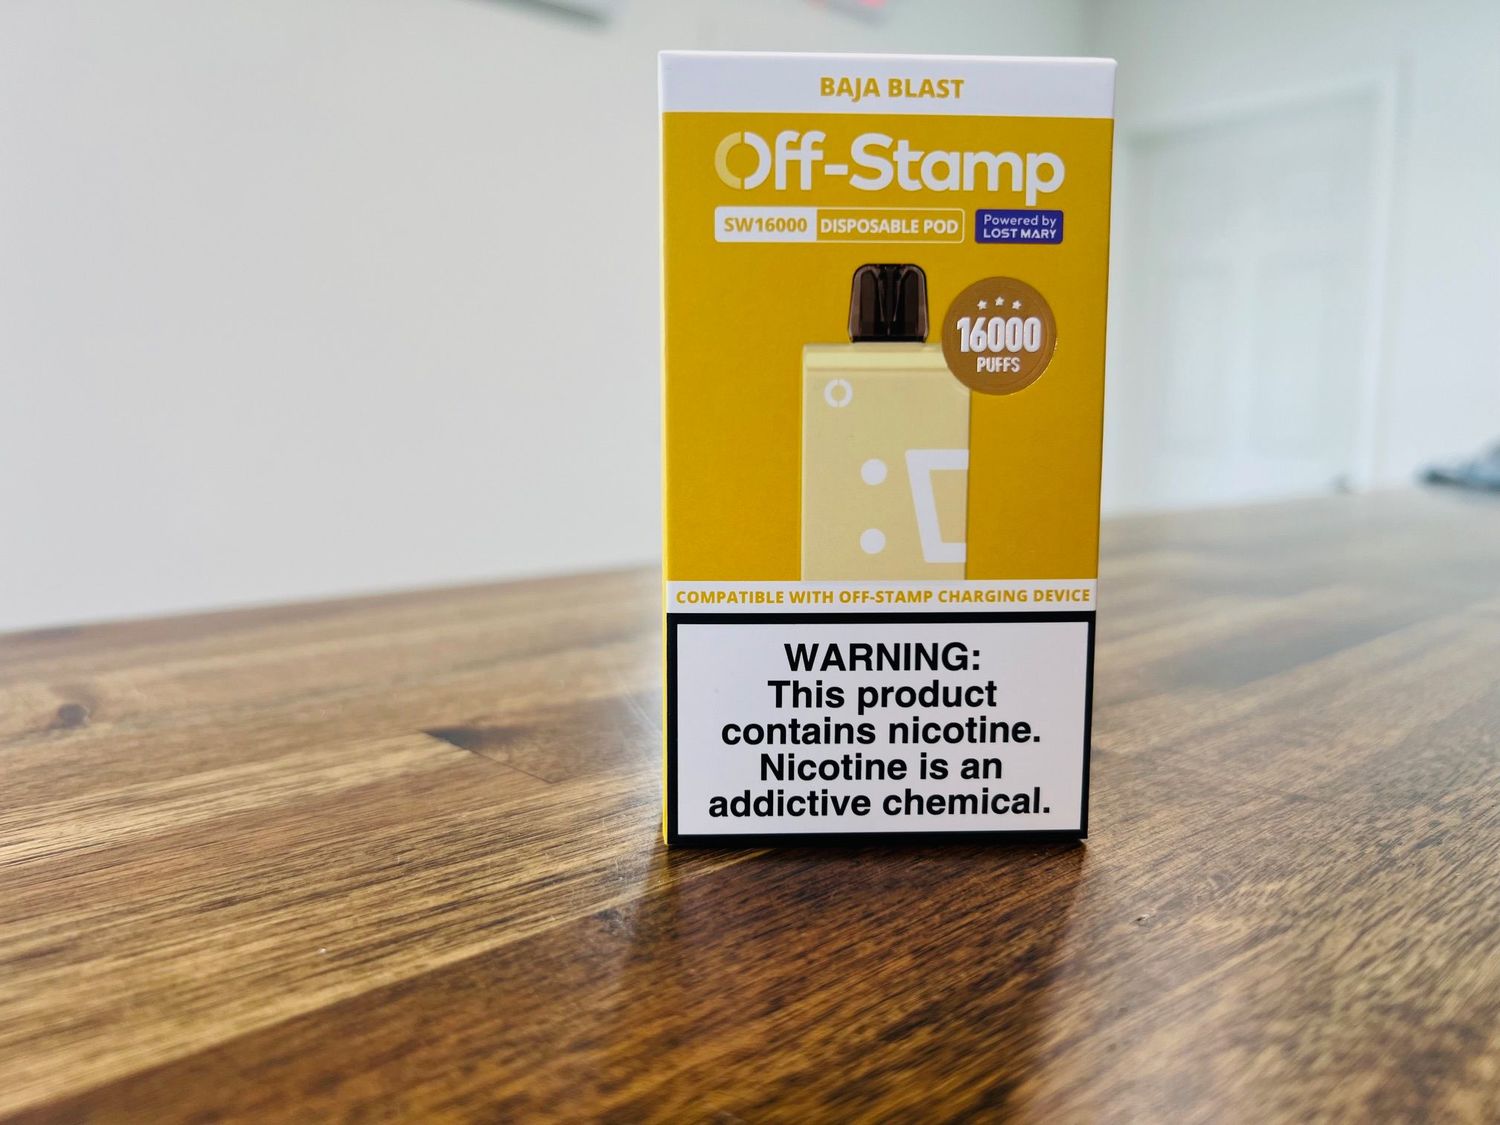 BAJA BLAST
Off-Stamp
SW16000 DISPOSABLE POD
Powered by
LOST MARY
16000
PUFFS
COMPATIBLE WITH OFF-STAMP CHARGING DEVICE
WARNING:
This product
contains nicotine.
Nicotine is an
addictive chemical.